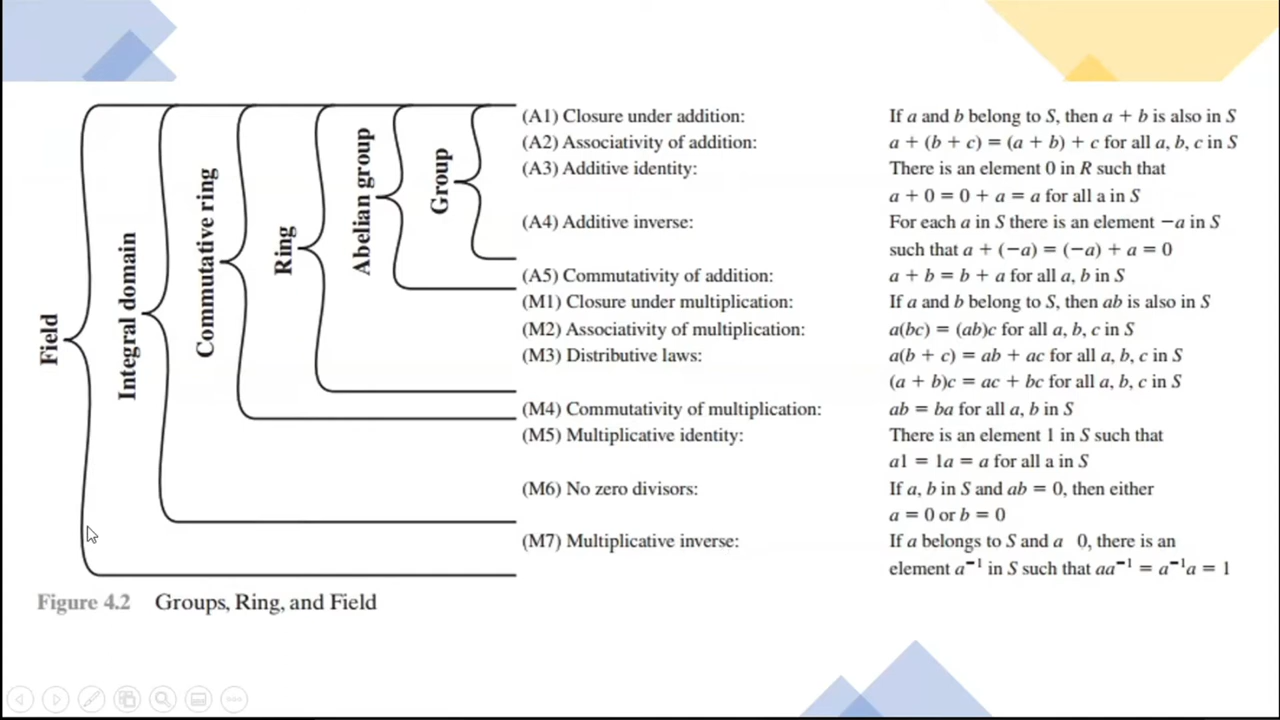 Field
Integral domain
Commutative ring
Ring
Abelian group
Group
(A1) Closure under addition: If a and b belong to S, then a + b is also in S
(A2) Associativity of addition: a + (b + c) = (a + b) + c for all a, b, c in S
(A3) Additive identity: There is an element 0 in R such that
a + 0 = 0 + a = a for all a in S
(A4) Additive inverse: For each a in S there is an element −a in S
such that a + (−a) = (−a) + a = 0
(A5) Commutativity of addition: a + b = b + a for all a, b in S
(M1) Closure under multiplication: If a and b belong to S, then ab is also in S
(M2) Associativity of multiplication: a(bc) = (ab)c for all a, b, c in S
(M3) Distributive laws: a(b + c) = ab + ac for all a, b, c in S
(a + b)c = ac + bc for all a, b, c in S
(M4) Commutativity of multiplication: ab = ba for all a, b in S
(M5) Multiplicative identity: There is an element 1 in S such that
a1 = 1a = a for all a in S
(M6) No zero divisors: If a, b in S and ab = 0, then either
a = 0 or b = 0
(M7) Multiplicative inverse: If a belongs to S and a 0, there is an
element a⁻¹ in S such that aa⁻¹ = a⁻¹a = 1
Figure 4.2 Groups, Ring, and Field